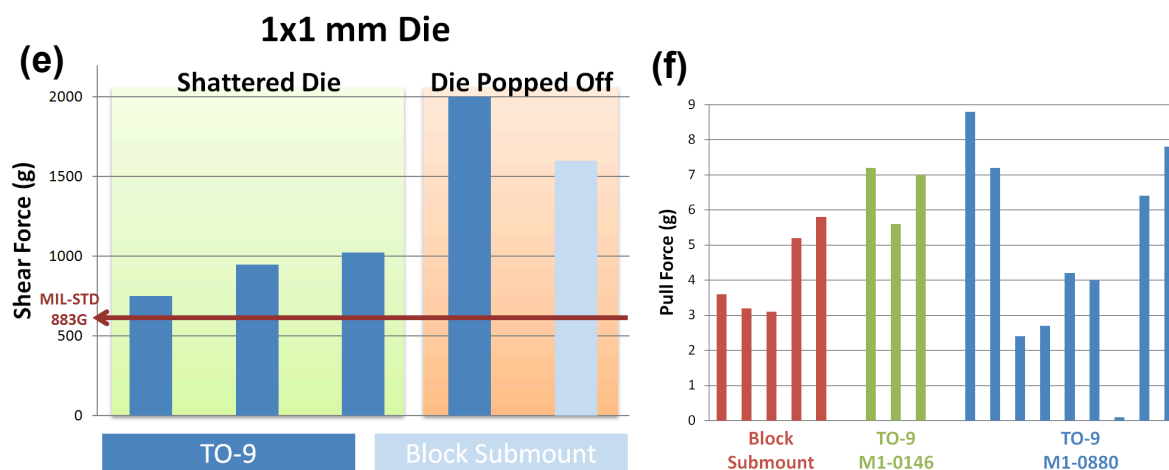 1x1 mm Die
(e)
Shattered Die
Die Popped Off
Shear Force (g)
2000
1500
1000
500
0
MIL-STD
883G
TO-9
Block Submount
(f)
Pull Force (g)
9
8
7
6
5
4
3
2
1
0
Block
Submount
TO-9
M1-0146
TO-9
M1-0880